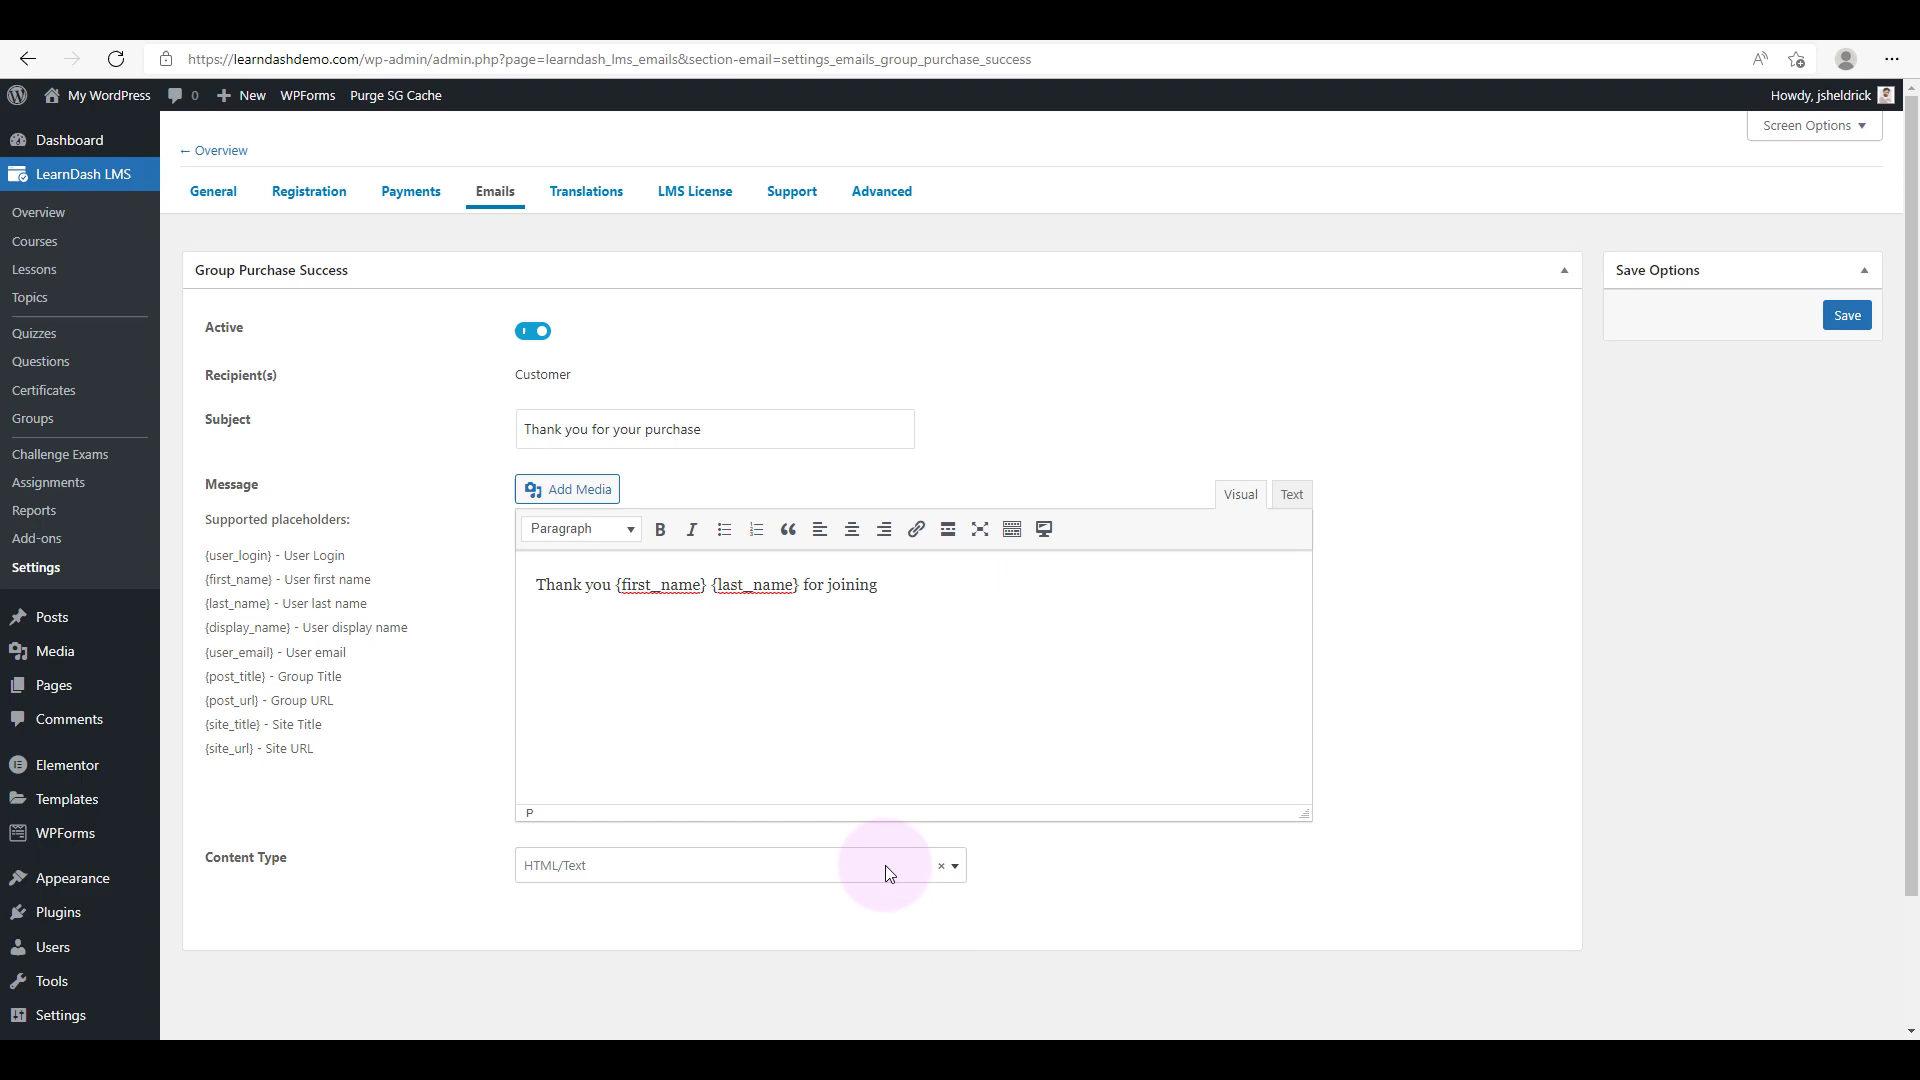 https://learndashdemo.com/wp-admin/admin.php?page=learndash_lms_emails&section-email=settings_emails_group_purchase_success
My WordPress 0 New WPForms Purge SG Cache Howdy, jsheldrick
Screen Options
← Overview
General Registration Payments Emails Translations LMS License Support Advanced
Dashboard
LearnDash LMS
Overview
Courses
Lessons
Topics
Quizzes
Questions
Certificates
Groups
Challenge Exams
Assignments
Reports
Add-ons
Settings
Posts
Media
Pages
Comments
Elementor
Templates
WPForms
Appearance
Plugins
Users
Tools
Settings
Group Purchase Success
Active
Recipient(s) Customer
Subject Thank you for your purchase
Message Add Media
Visual Text
Supported placeholders:
{user_login} - User Login
{first_name} - User first name
{last_name} - User last name
{display_name} - User display name
{user_email} - User email
{post_title} - Group Title
{post_url} - Group URL
{site_title} - Site Title
{site_url} - Site URL
Paragraph
Thank you {first_name} {last_name} for joining
P
Content Type HTML/Text
Save Options
Save